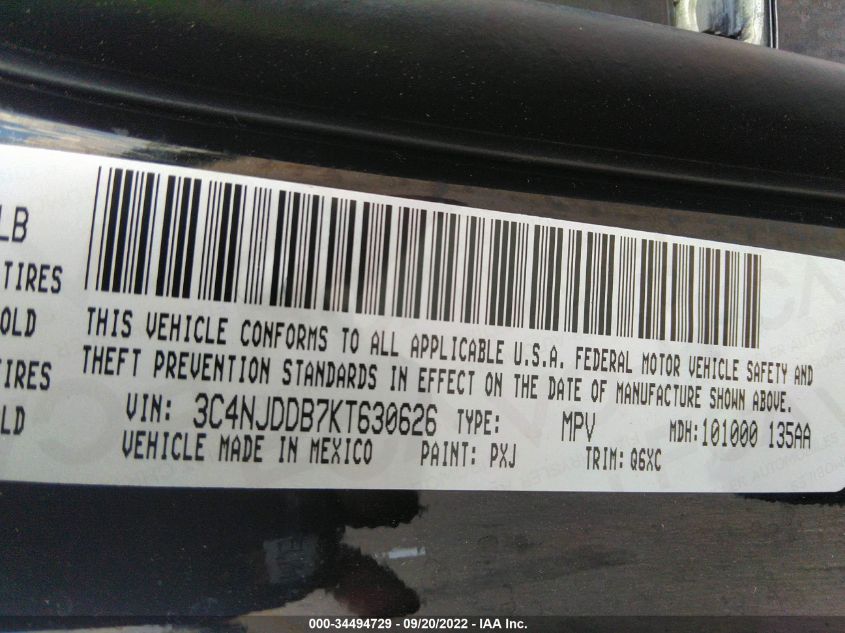 LB
TIRES
OLD
TIRES
LD
THIS VEHICLE CONFORMS TO ALL APPLICABLE U.S.A. FEDERAL MOTOR VEHICLE SAFETY AND
THEFT PREVENTION STANDARDS IN EFFECT ON THE DATE OF MANUFACTURE SHOWN ABOVE.
VIN: 3C4NJDDB7KT630626 TYPE: MPV MDH:101000 135AA
VEHICLE MADE IN MEXICO PAINT: PXJ TRIM: Q6XC
000-34494729 - 09/20/2022 - IAA Inc.